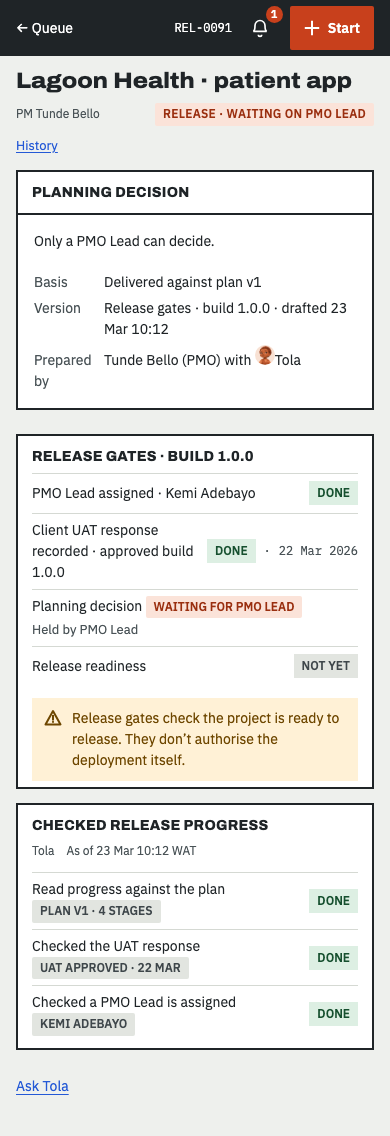 ← Queue
REL-0091
1
+ Start
Lagoon Health · patient app
PM Tunde Bello
RELEASE · WAITING ON PMO LEAD
History
PLANNING DECISION
Only a PMO Lead can decide.
Basis Delivered against plan v1
Version Release gates · build 1.0.0 · drafted 23
Mar 10:12
Prepared Tunde Bello (PMO) with Tola
by
RELEASE GATES · BUILD 1.0.0
PMO Lead assigned · Kemi Adebayo DONE
Client UAT response
recorded · approved build DONE · 22 Mar 2026
1.0.0
Planning decision WAITING FOR PMO LEAD
Held by PMO Lead
Release readiness NOT YET
Release gates check the project is ready to
release. They don’t authorise the
deployment itself.
CHECKED RELEASE PROGRESS
Tola As of 23 Mar 10:12 WAT
Read progress against the plan
PLAN V1 · 4 STAGES
DONE
Checked the UAT response
UAT APPROVED · 22 MAR
DONE
Checked a PMO Lead is assigned
KEMI ADEBAYO
DONE
Ask Tola